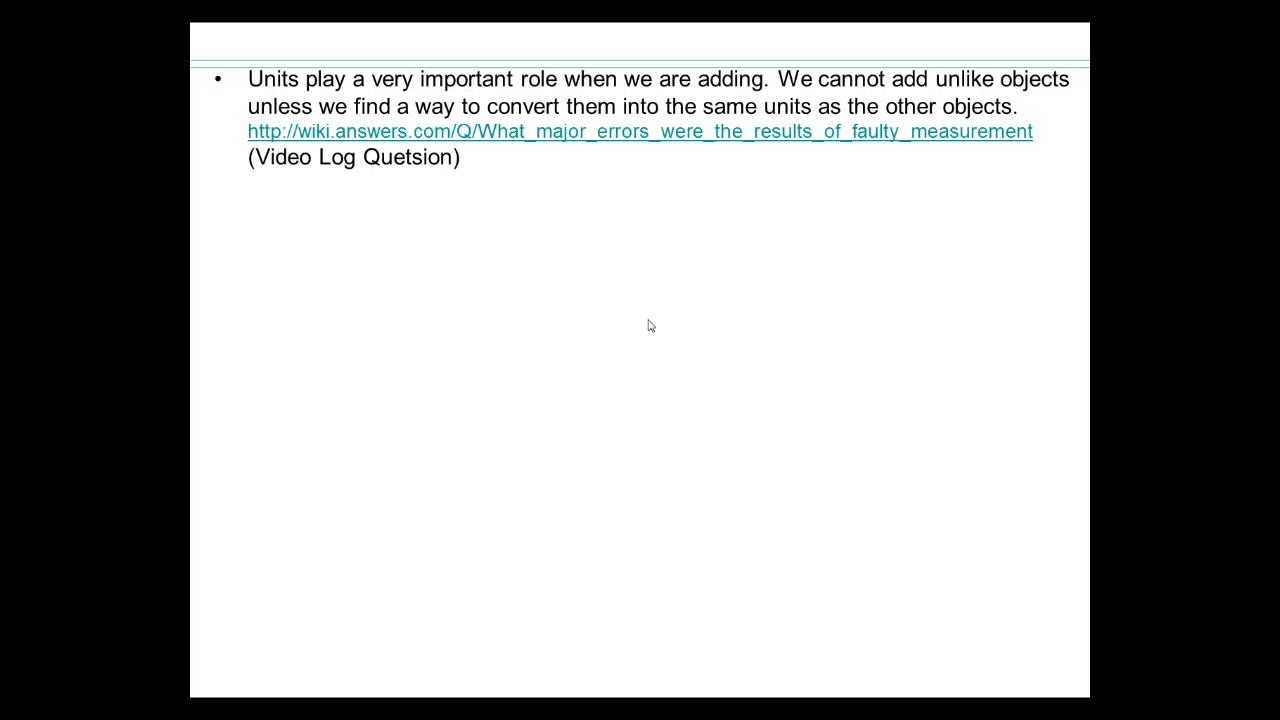 • Units play a very important role when we are adding. We cannot add unlike objects
unless we find a way to convert them into the same units as the other objects.
http://wiki.answers.com/Q/What_major_errors_were_the_results_of_faulty_measurement
(Video Log Quetsion)